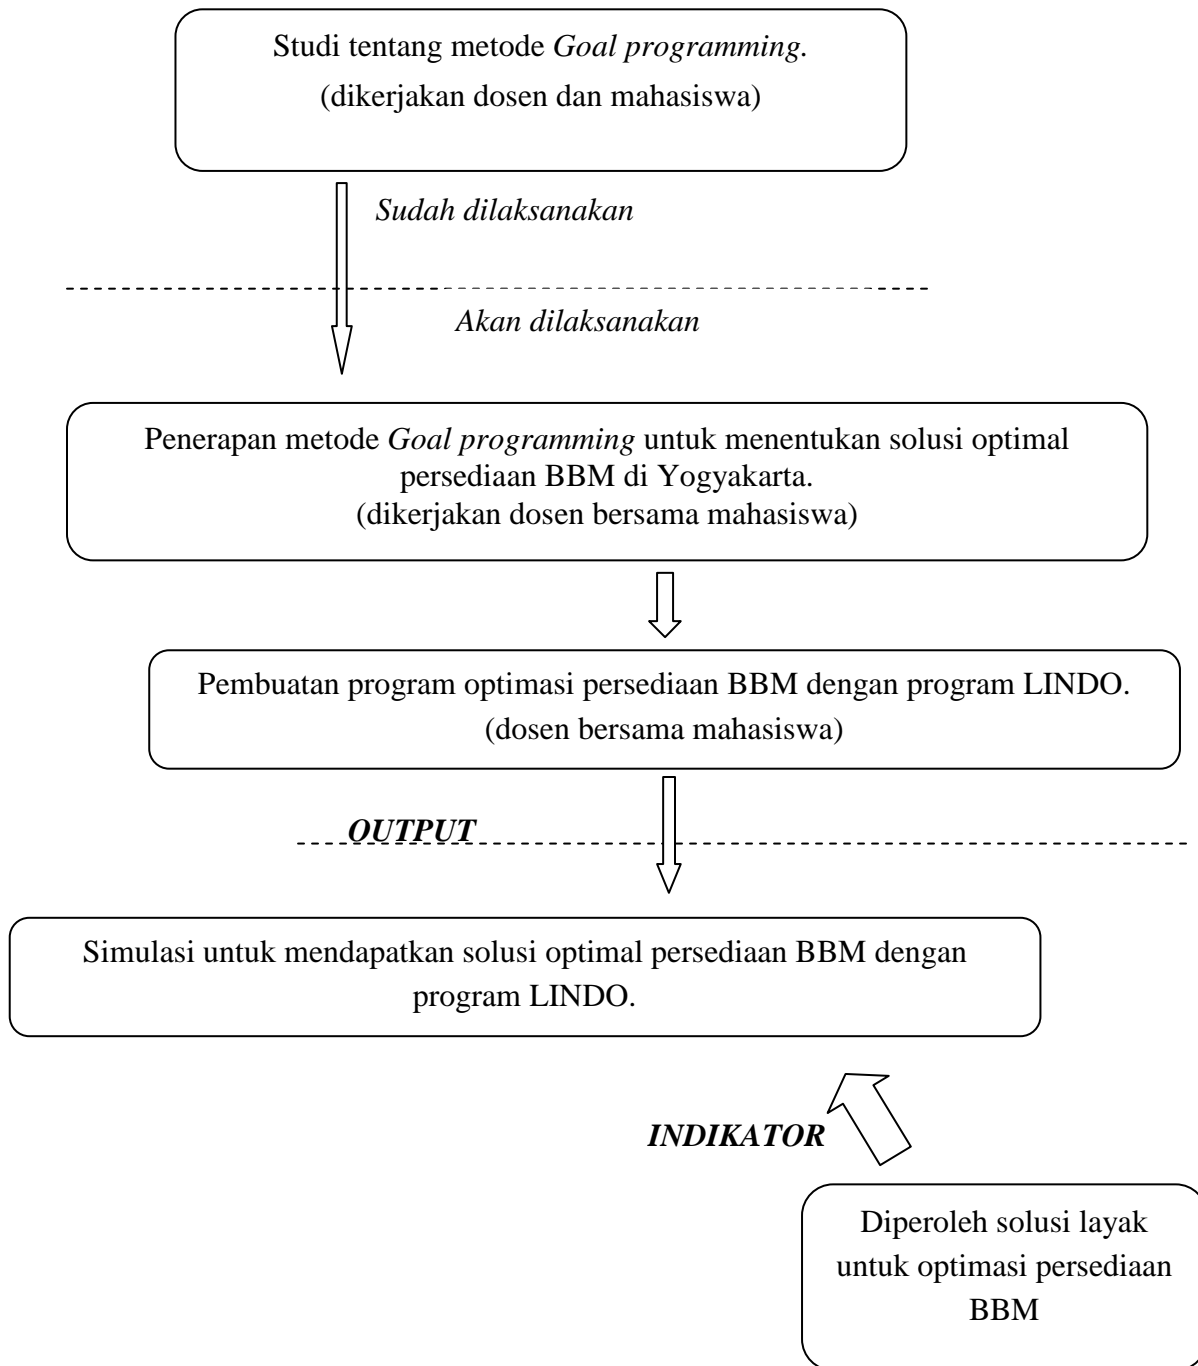 Studi tentang metode Goal programming.
(dikerjakan dosen dan mahasiswa)
Sudah dilaksanakan
Akan dilaksanakan
Penerapan metode Goal programming untuk menentukan solusi optimal
persediaan BBM di Yogyakarta.
(dikerjakan dosen bersama mahasiswa)
Pembuatan program optimasi persediaan BBM dengan program LINDO.
(dosen bersama mahasiswa)
OUTPUT
Simulasi untuk mendapatkan solusi optimal persediaan BBM dengan
program LINDO.
INDIKATOR
Diperoleh solusi layak
untuk optimasi persediaan
BBM